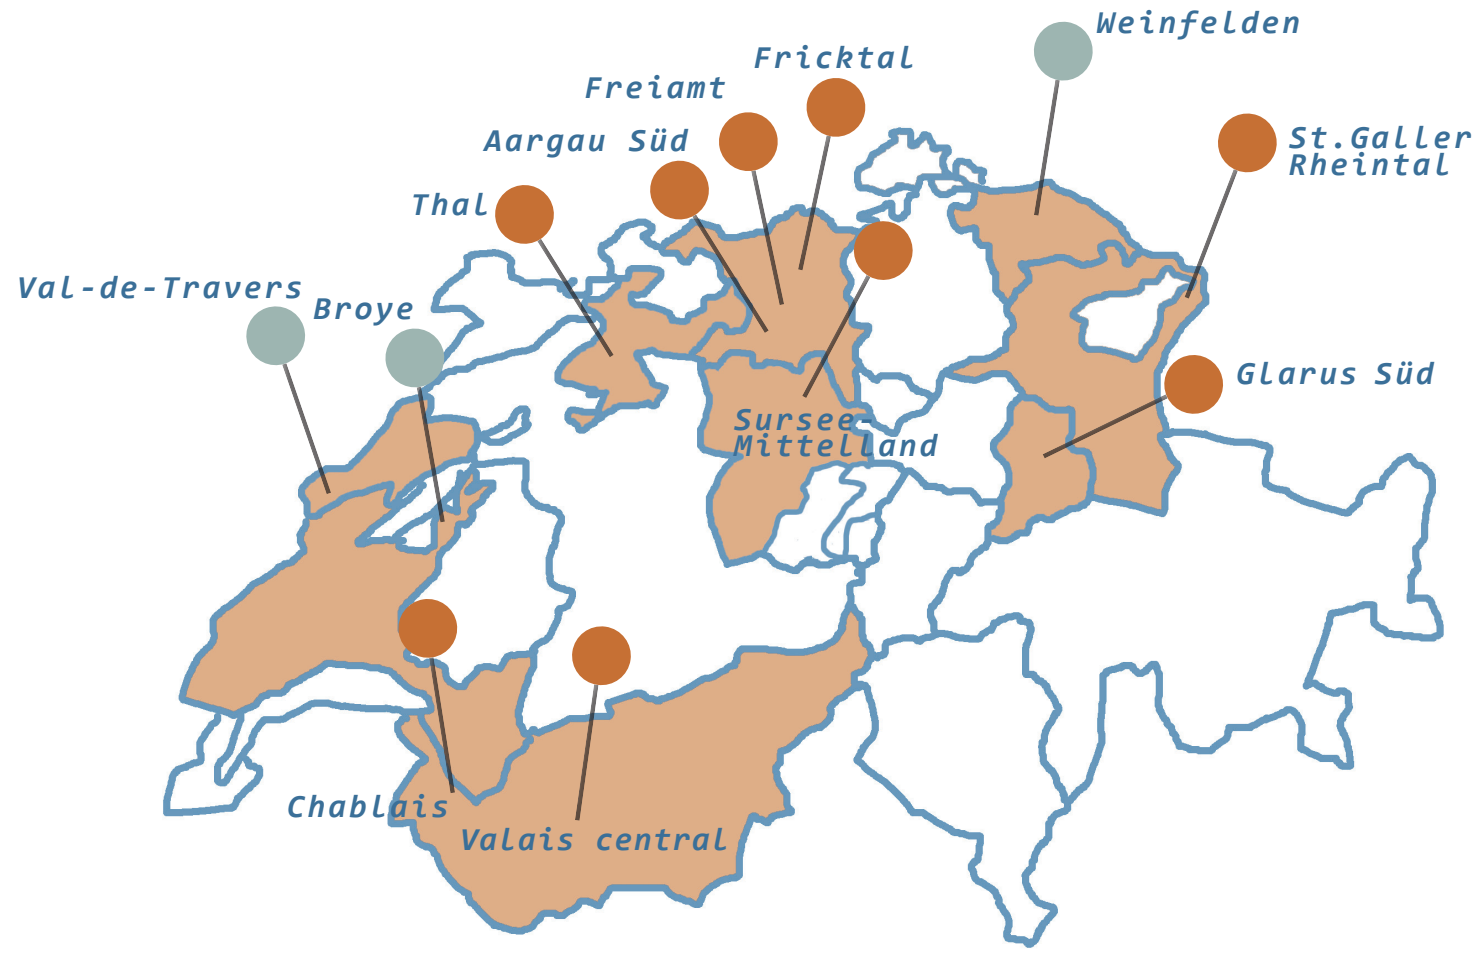 Weinfelden
Fricktal
Freiamt
Aargau Süd
St.Galler
Rheintal
Thal
Val-de-Travers
Broye
Glarus Süd
Sursee-
Mittelland
Chablais
Valais central